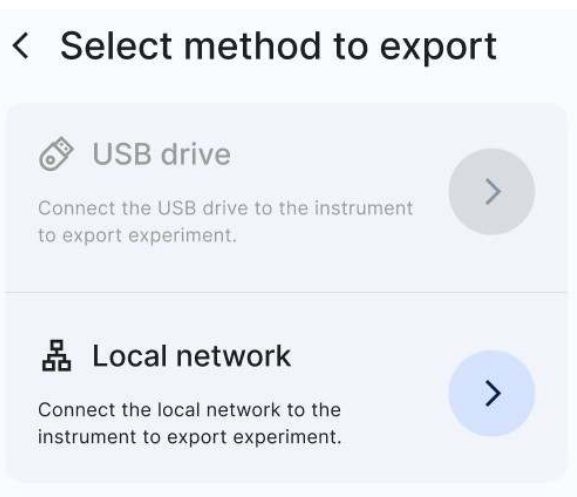 Select method to export
USB drive
Connect the USB drive to the instrument
to export experiment.
Local network
Connect the local network to the
instrument to export experiment.